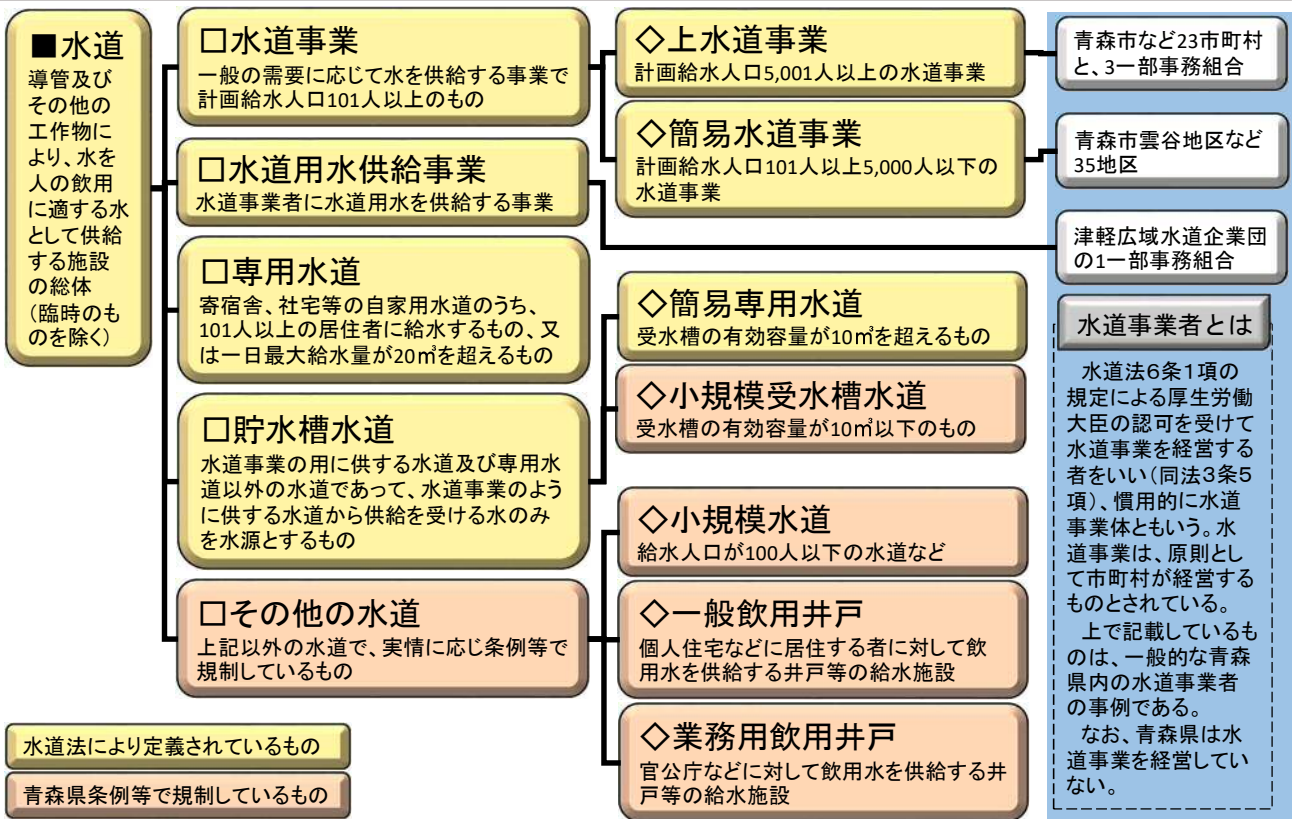 ■水道
導管及び
その他の
工作物に
より、水を
人の飲用
に適する水
として供給
する施設
の総体
(臨時のも
のを除く)
□水道事業
一般の需要に応じて水を供給する事業で
計画給水人口101人以上のもの
□水道用水供給事業
水道事業者に水道用水を供給する事業
□専用水道
寄宿舎、社宅等の自家用水道のうち、
101人以上の居住者に給水するもの、又
は一日最大給水量が20㎥を超えるもの
□貯水槽水道
水道事業の用に供する水道及び専用水
道以外の水道であって、水道事業のよう
に供する水道から供給を受ける水のみ
を水源とするもの
□その他の水道
上記以外の水道で、実情に応じ条例等で
規制しているもの
◇上水道事業
計画給水人口5,001人以上の水道事業
◇簡易水道事業
計画給水人口101人以上5,000人以下の
水道事業
◇簡易専用水道
受水槽の有効容量が10㎥を超えるもの
◇小規模受水槽水道
受水槽の有効容量が10㎥以下のもの
◇小規模水道
給水人口が100人以下の水道など
◇一般飲用井戸
個人住宅などに居住する者に対して飲
用水を供給する井戸等の給水施設
◇業務用飲用井戸
官公庁などに対して飲用水を供給する井
戸等の給水施設
青森市など23市町村
と、3一部事務組合
青森市雲谷地区など
35地区
津軽広域水道企業団
の1一部事務組合
水道事業者とは
水道法6条1項の
規定による厚生労働
大臣の認可を受けて
水道事業を経営する
者をいい(同法3条5
項)、慣用的に水道
事業体ともいう。水
道事業は、原則とし
て市町村が経営する
ものとされている。
上で記載しているも
のは、一般的な青森
県内の水道事業者
の事例である。
なお、青森県は水
道事業を経営してい
ない。
水道法により定義されているもの
青森県条例等で規制しているもの